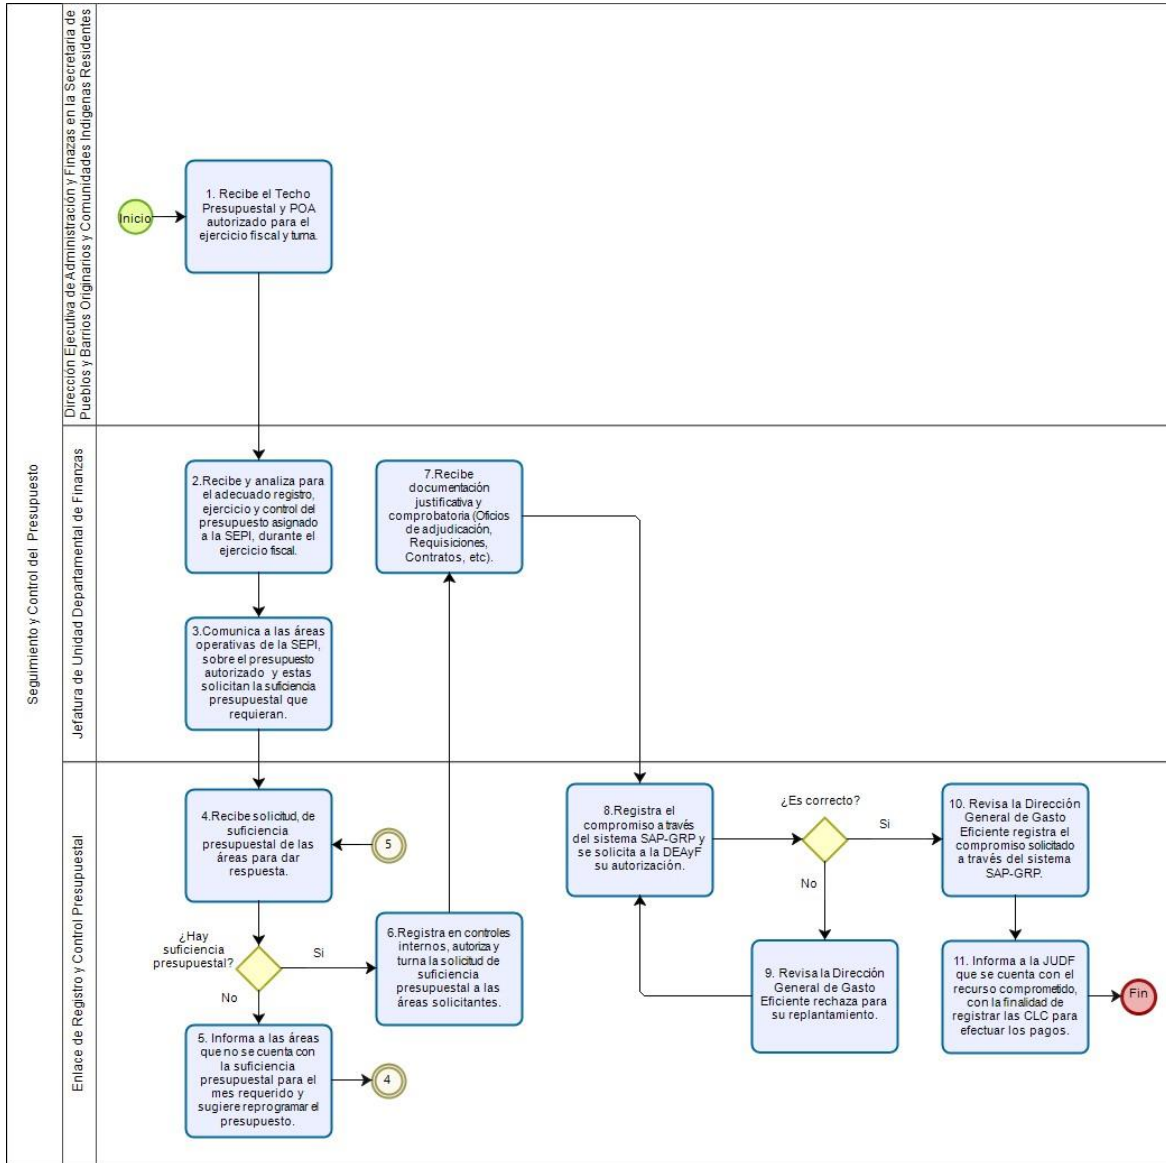 Seguimiento y Control del Presupuesto
Dirección Ejecutiva de Administración y Finazas en la Secretaria de
Pueblos y Barrios Originarios y Comunidades Indígenas Residentes
Inicio
1. Recibe el Techo
Presupuestal y POA
autorizado para el
ejercicio fiscal y turna.
Jefatura de Unidad Departamental de Finanzas
2.Recibe y analiza para
el adecuado registro,
ejercicio y control del
presupuesto asignado
a la SEPI, durante el
ejercicio fiscal.
3.Comunica a las áreas
operativas de la SEPI,
sobre el presupuesto
autorizado y estas
solicitan la suficiencia
presupuestal que
requieran.
7.Recibe
documentación
justificativa y
comprobatoria (Oficios
de adjudicación,
Requisiciones,
Contratos, etc).
Enlace de Registro y Control Presupuestal
4.Recibe solicitud, de
suficiencia
presupuestal de las
áreas para dar
respuesta.
5
¿Hay
suficiencia
presupuestal?
Si
No
5. Informa a las áreas
que no se cuenta con
la suficiencia
presupuestal para el
mes requerido y
sugiere reprogramar el
presupuesto.
4
6.Registra en controles
internos, autoriza y
turna la solicitud de
suficiencia
presupuestal a las
áreas solicitantes.
8.Registra el
compromiso a través
del sistema SAP-GRP y
se solicita a la DEAyF
su autorización.
¿Es correcto?
Si
No
9. Revisa la Dirección
General de Gasto
Eficiente rechaza para
su replantamiento.
10. Revisa la Dirección
General de Gasto
Eficiente registra el
compromiso solicitado
a través del sistema
SAP-GRP.
11. Informa a la JUDF
que se cuenta con el
recurso comprometido,
con la finalidad de
registrar las CLC para
efectuar los pagos.
Fin